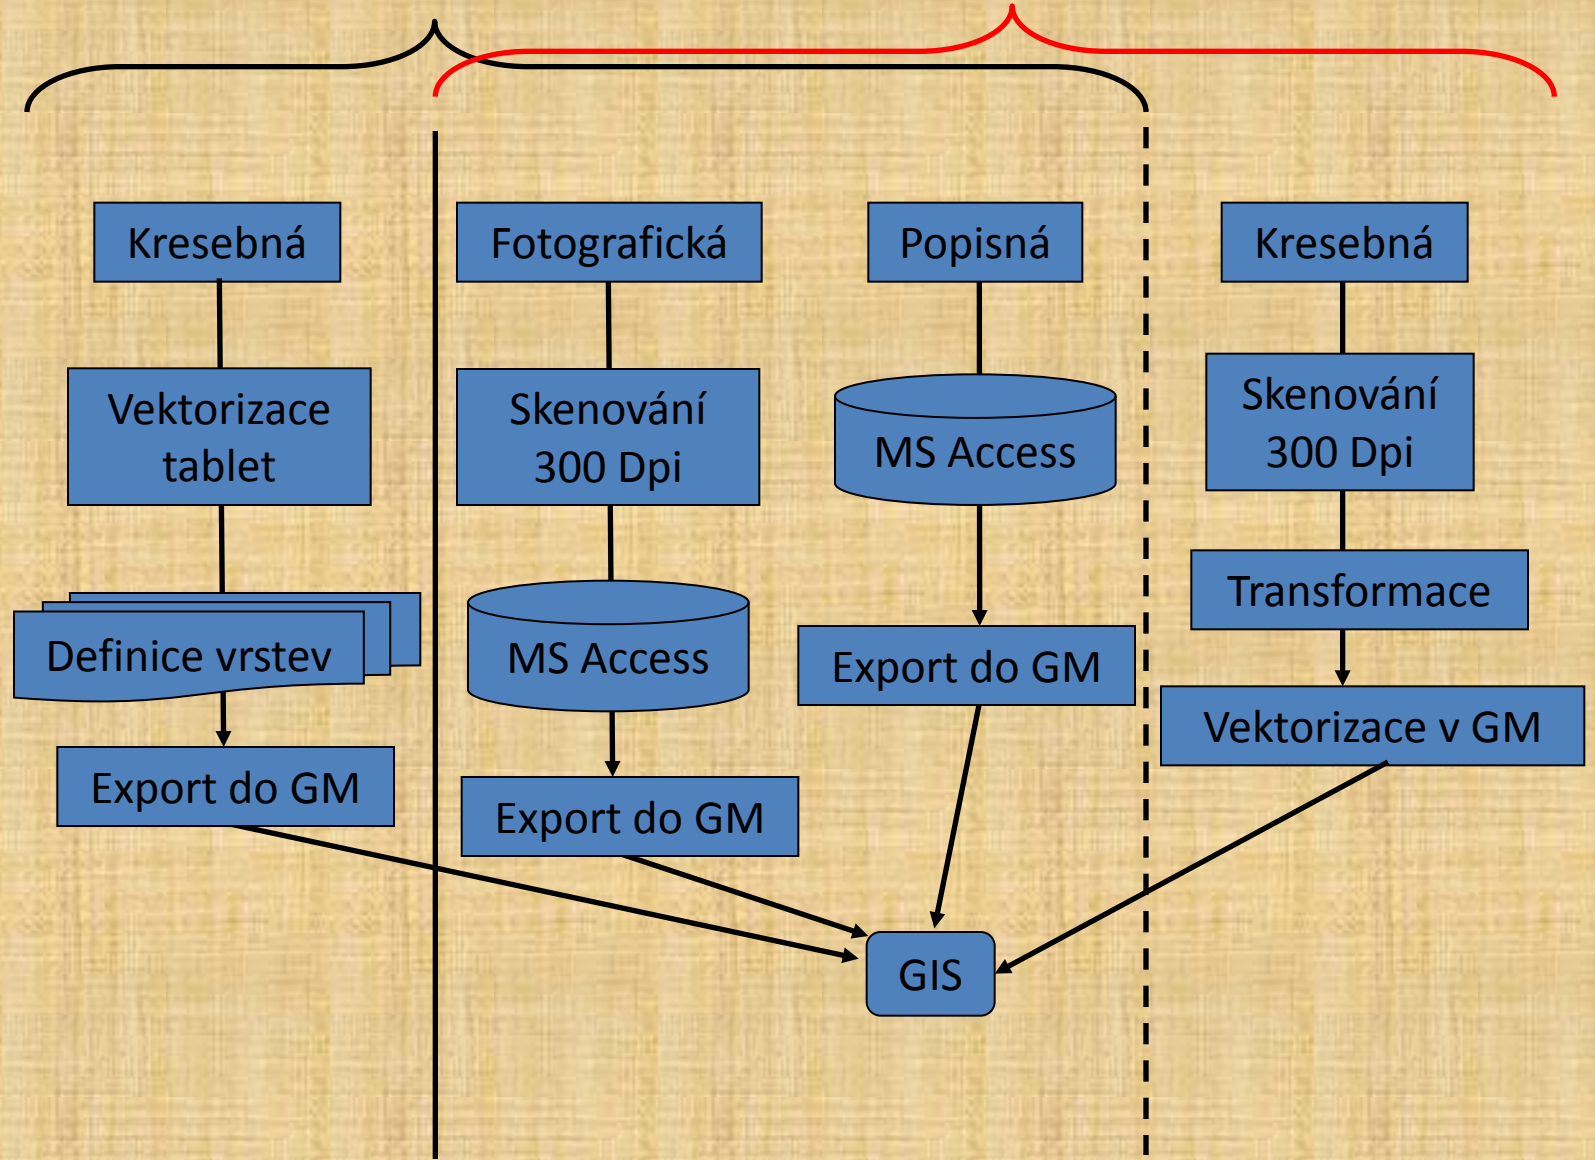 Kresebná
Fotografická
Popisná
Kresebná
Vektorizace
tablet
Skenování
300 Dpi
MS Access
Skenování
300 Dpi
Definice vrstev
MS Access
Export do GM
Transformace
Export do GM
Export do GM
Vektorizace v GM
GIS